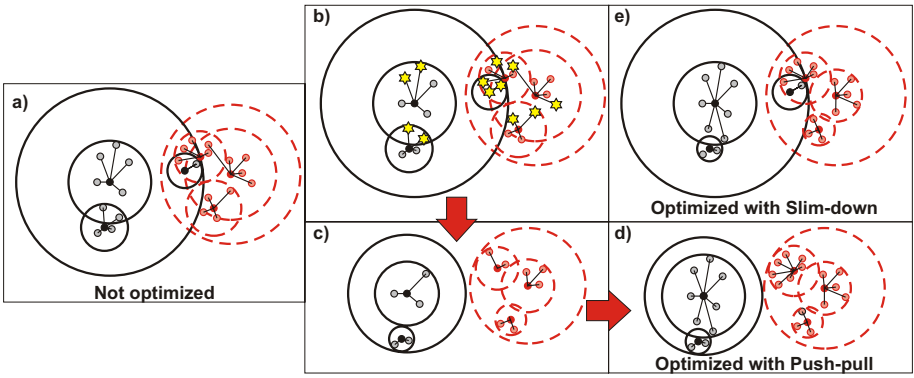 a)
Not optimized
b)
c)
e)
Optimized with Slim-down
d)
Optimized with Push-pull